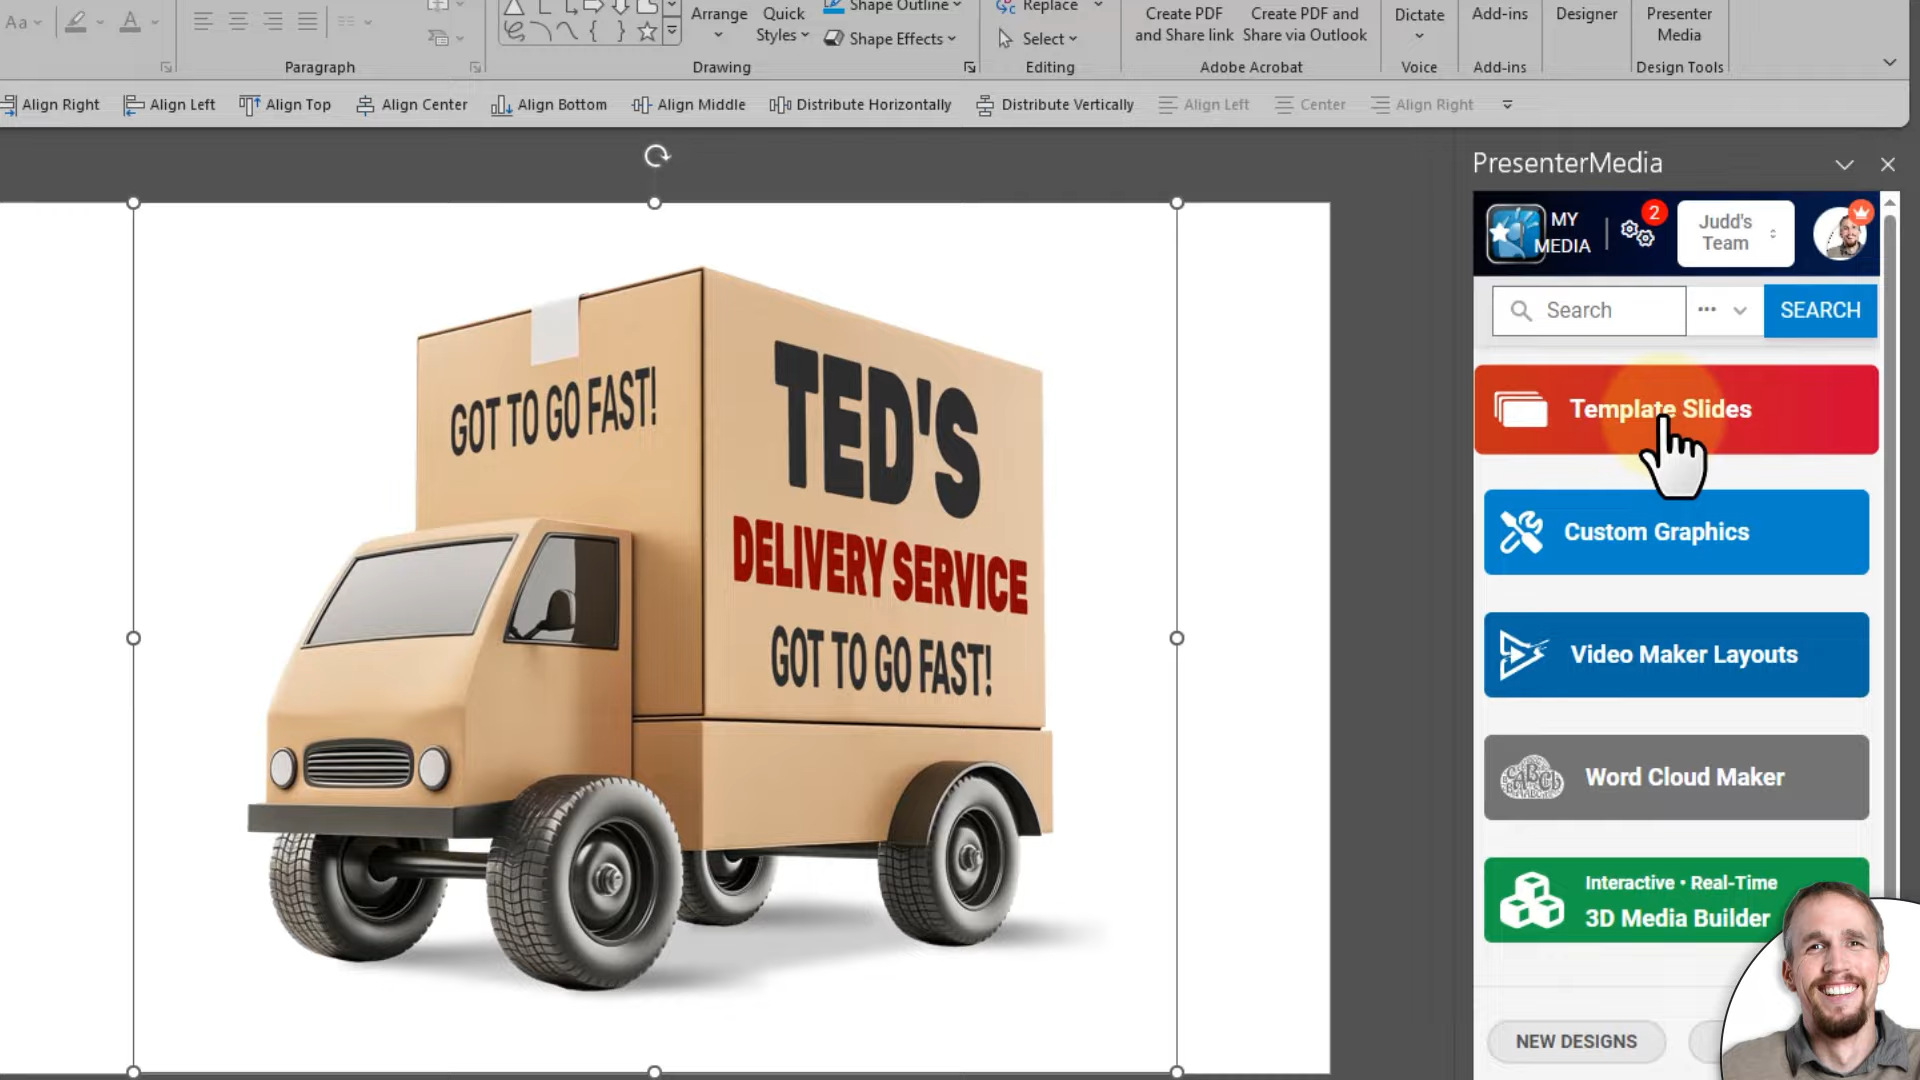 Aa
A
Arrange
Quick
Styles
Shape Outline
Shape Effects
Replace
Select
Create PDF
and Share link
Create PDF and
Share via Outlook
Dictate
Add-ins
Designer
Presenter
Media
Paragraph
Drawing
Editing
Adobe Acrobat
Voice
Add-ins
Design Tools
Align Right
Align Left
Align Top
Align Center
Align Bottom
Align Middle
Distribute Horizontally
Distribute Vertically
Align Left
Center
Align Right
PresenterMedia
MY
MEDIA
2
Judd's
Team
Search
SEARCH
Template Slides
Custom Graphics
Video Maker Layouts
Word Cloud Maker
Interactive • Real-Time
3D Media Builder
NEW DESIGNS
GOT TO GO FAST!
TED'S
DELIVERY SERVICE
GOT TO GO FAST!